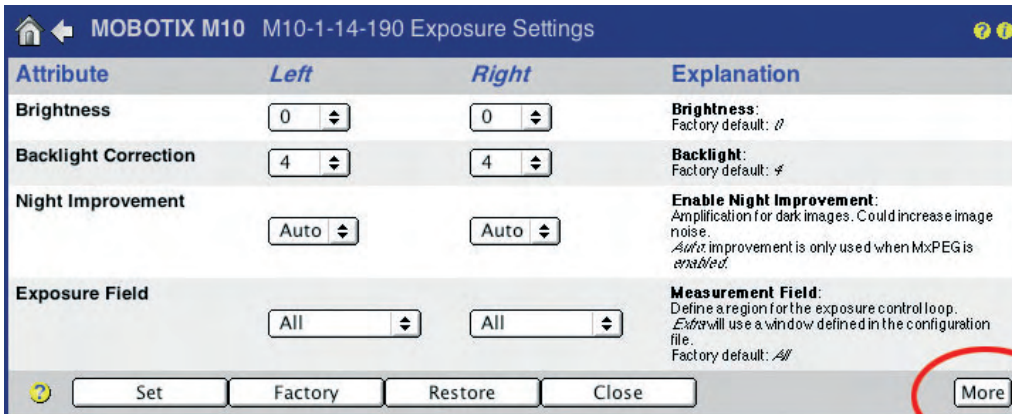 MOBOTIX M10 M10-1-14-190 Exposure Settings ? i
Attribute Left Right Explanation
Brightness 0 0 Brightness:
Factory default: 0
Backlight Correction 4 4 Backlight:
Factory default: 4
Night Improvement Auto Auto Enable Night Improvement:
Amplification for dark images. Could increase image
noise.
Auto: improvement is only used when MxPEG is
enabled.
Exposure Field All All Measurement Field:
Define a region for the exposure control loop.
Extra will use a window defined in the configuration
file.
Factory default: All
? Set Factory Restore Close More